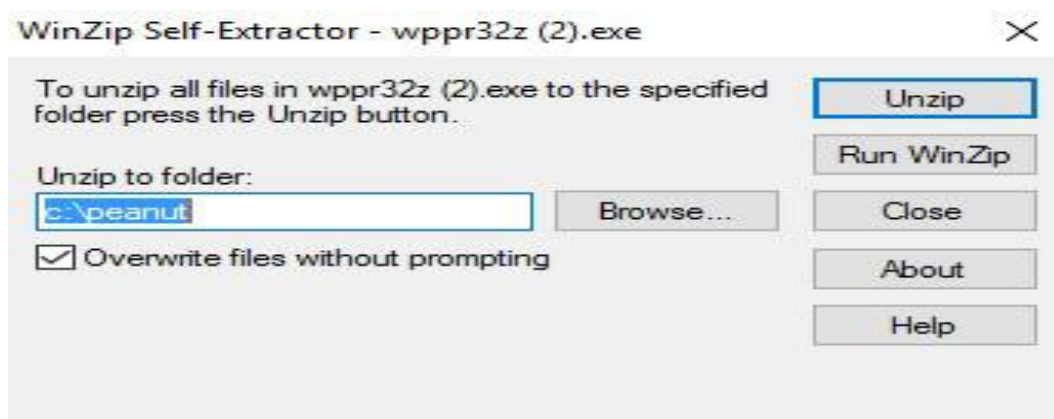 WinZip Self-Extractor - wppr32z (2).exe
To unzip all files in wppr32z (2).exe to the specified
folder press the Unzip button.
Unzip to folder:
c:\peanut
Browse...
Overwrite files without prompting
Unzip
Run WinZip
Close
About
Help